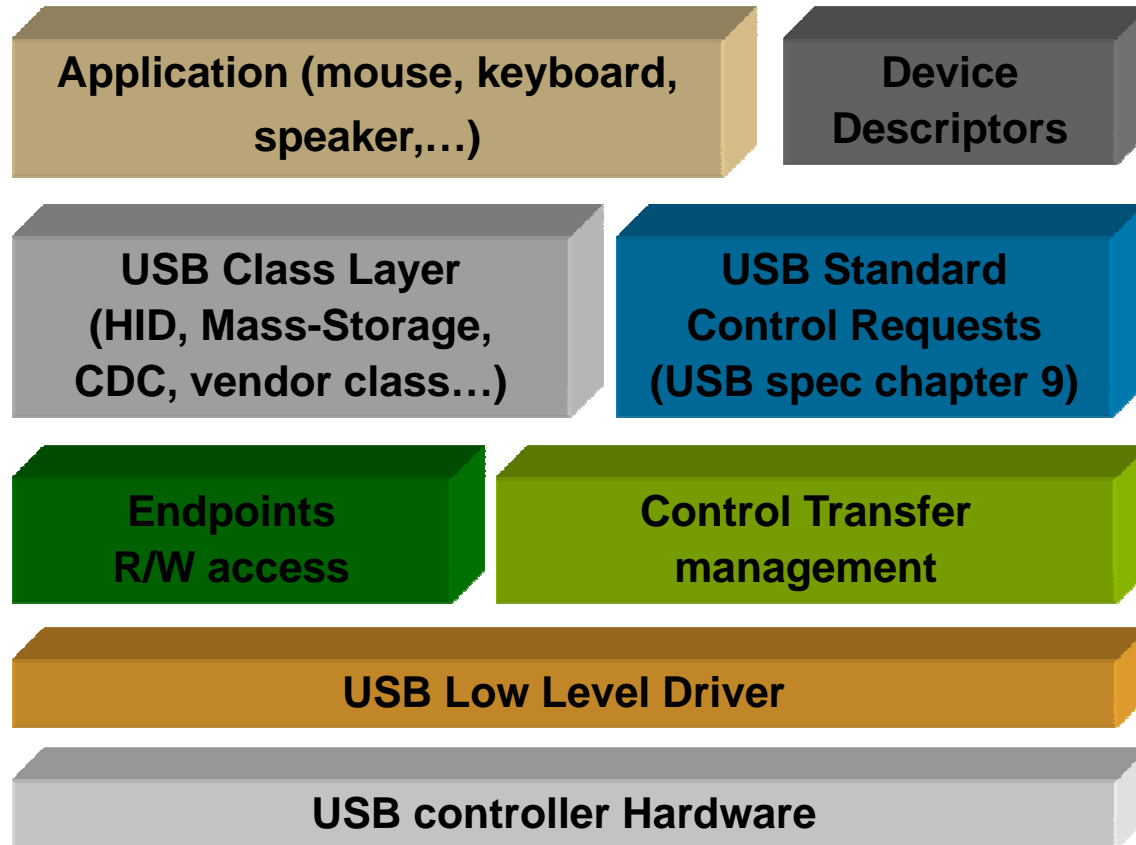 Application (mouse, keyboard,
speaker,…)
Device
Descriptors
USB Class Layer
(HID, Mass-Storage,
CDC, vendor class…)
USB Standard
Control Requests
(USB spec chapter 9)
Endpoints
R/W access
Control Transfer
management
USB Low Level Driver
USB controller Hardware